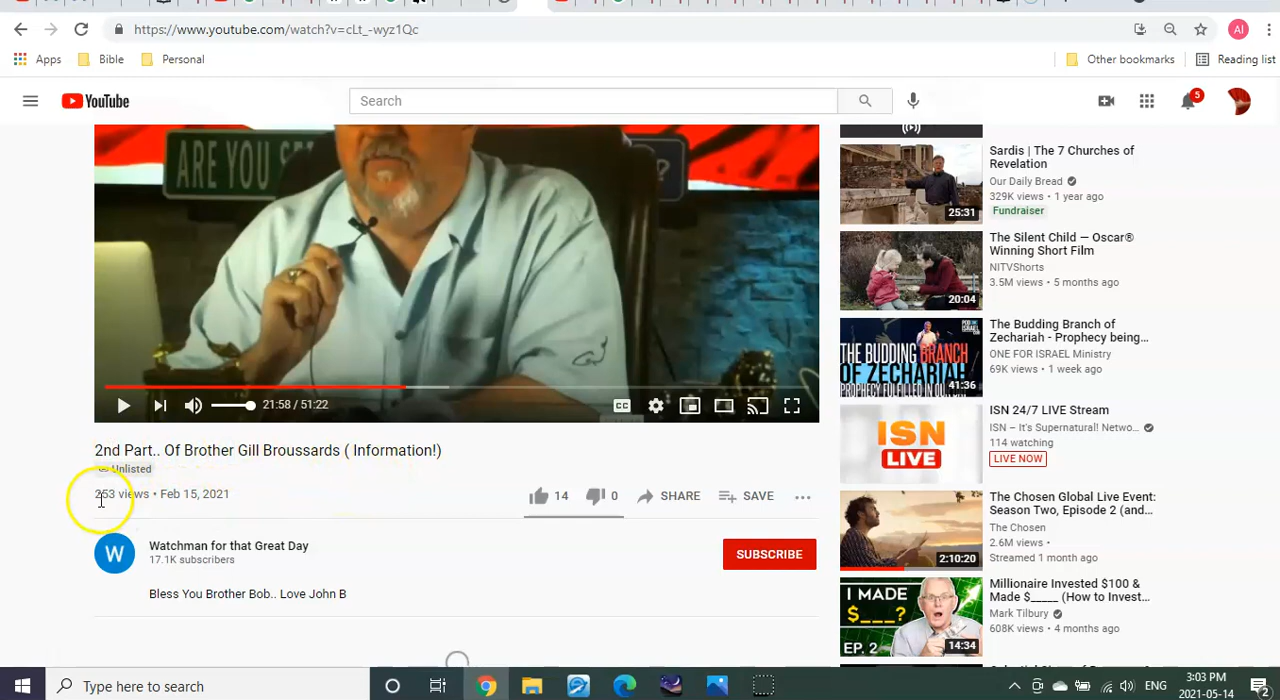 https://www.youtube.com/watch?v=cLt_-wyz1Qc
AI
Apps
Bible
Personal
Other bookmarks
Reading list
YouTube
Search
5
ARE YOU
?
21:58 / 51:22
CC
2nd Part.. Of Brother Gill Broussards ( Information!)
Unlisted
253 views • Feb 15, 2021
14
0
SHARE
SAVE
W
Watchman for that Great Day
17.1K subscribers
SUBSCRIBE
Bless You Brother Bob.. Love John B
Sardis | The 7 Churches of
Revelation
Our Daily Bread
329K views • 1 year ago
Fundraiser
25:31
The Silent Child — Oscar®
Winning Short Film
NITVShorts
3.5M views • 5 months ago
20:04
THE BUDDING BRANCH
OF ZECHARIAH
41:36
The Budding Branch of
Zechariah - Prophecy being...
ONE FOR ISRAEL Ministry
69K views • 1 week ago
ISN
LIVE
ISN 24/7 LIVE Stream
ISN – It's Supernatural! Netwo...
114 watching
LIVE NOW
2:10:20
The Chosen Global Live Event:
Season Two, Episode 2 (and...
The Chosen
2.6M views •
Streamed 1 month ago
I MADE
$___?
EP. 2
14:34
Millionaire Invested $100 &
Made $_____ (How to Invest...
Mark Tilbury
608K views • 4 months ago
Type here to search
ENG
3:03 PM
2021-05-14
2